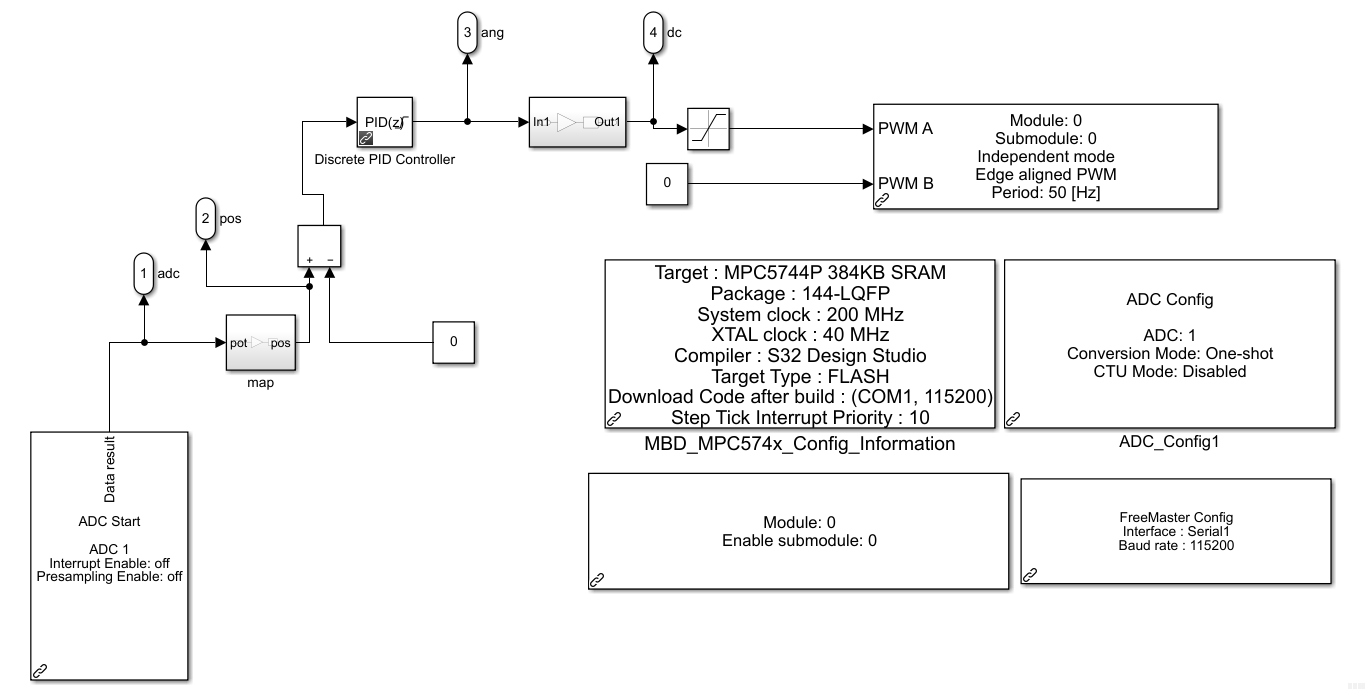 3 ang
4 dc
PID(z)
Discrete PID Controller
In1 Out1
PWM A
PWM B
Module: 0
Submodule: 0
Independent mode
Edge aligned PWM
Period: 50 [Hz]
0
2 pos
+ −
1 adc
pot pos
map
0
Data result
ADC Start
ADC 1
Interrupt Enable: off
Presampling Enable: off
Target : MPC5744P 384KB SRAM
Package : 144-LQFP
System clock : 200 MHz
XTAL clock : 40 MHz
Compiler : S32 Design Studio
Target Type : FLASH
Download Code after build : (COM1, 115200)
Step Tick Interrupt Priority : 10
MBD_MPC574x_Config_Information
ADC Config
ADC: 1
Conversion Mode: One-shot
CTU Mode: Disabled
ADC_Config1
Module: 0
Enable submodule: 0
FreeMaster Config
Interface : Serial1
Baud rate : 115200